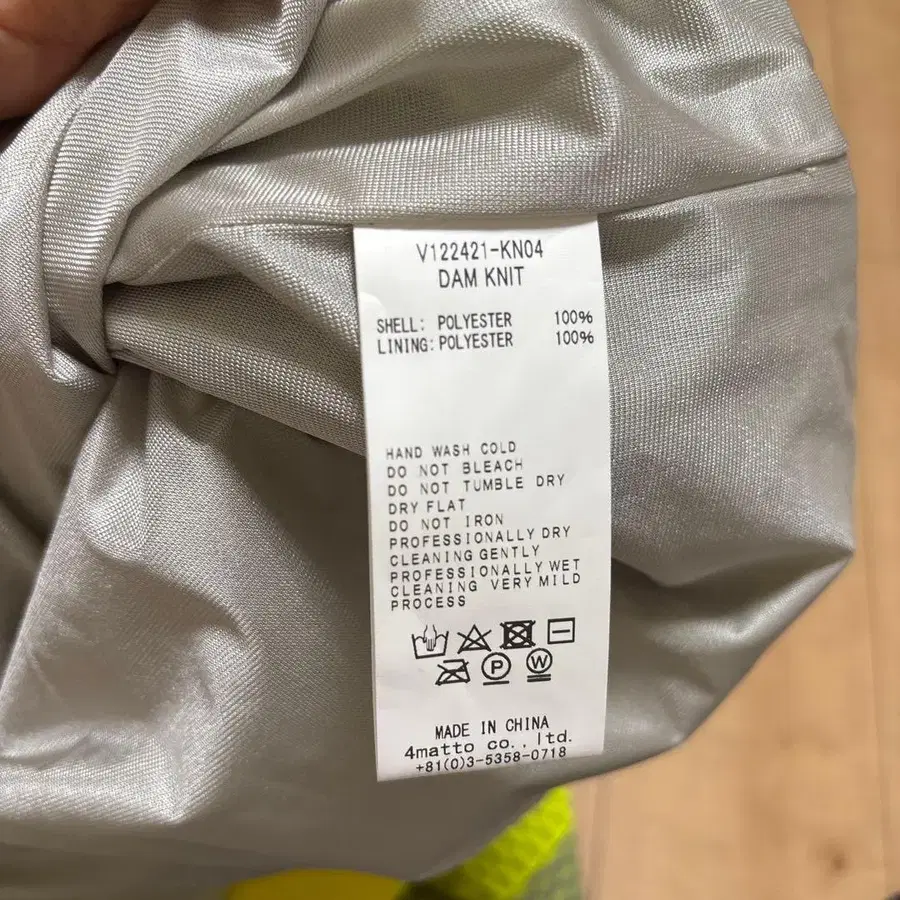 V122421-KN04
DAM KNIT
SHELL: POLYESTER 100%
LINING: POLYESTER 100%
HAND WASH COLD
DO NOT BLEACH
DO NOT TUMBLE DRY
DRY FLAT
DO NOT IRON
PROFESSIONALLY DRY
CLEANING GENTLY
PROFESSIONALLY WET
CLEANING VERY MILD
PROCESS
P W
MADE IN CHINA
4matto co., ltd.
+81(0)3-5358-0718